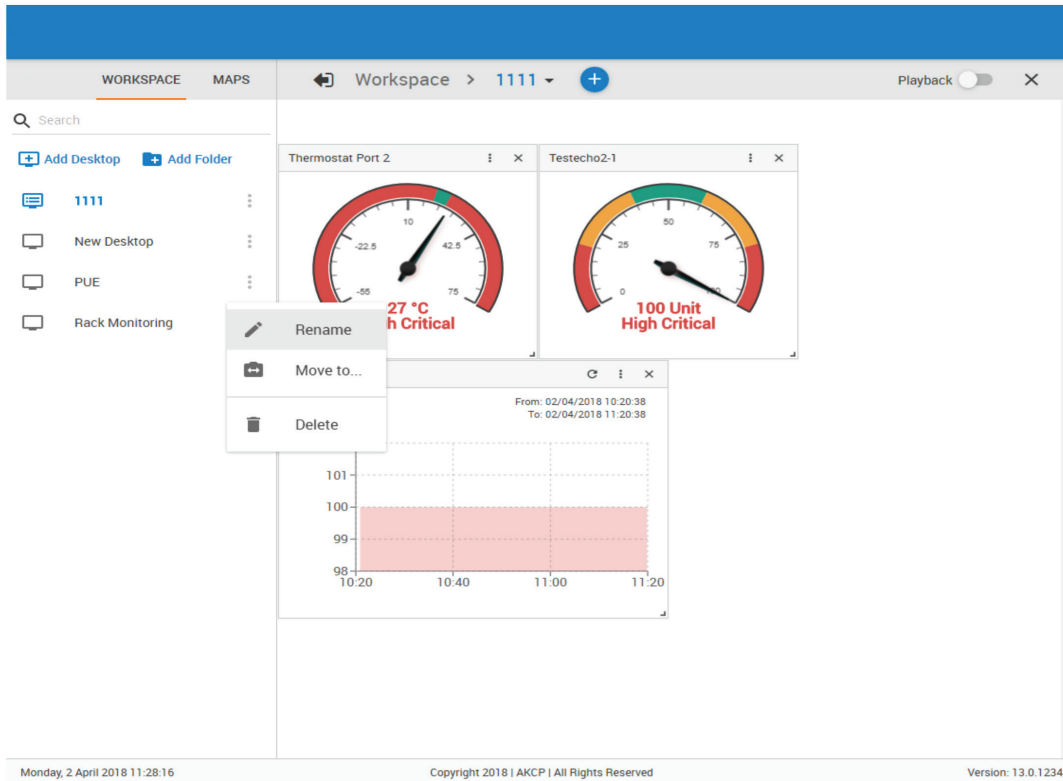 WORKSPACE MAPS
Workspace > 1111
Playback
Search
Add Desktop Add Folder
1111
New Desktop
PUE
Rack Monitoring
Rename
Move to...
Delete
Thermostat Port 2
-55
-22.5
10
42.5
75
27 °C
Critical
Testecho2-1
0
25
50
75
100 Unit
High Critical
From: 02/04/2018 10:20:38
To: 02/04/2018 11:20:38
101
100
99
98
10:20 10:40 11:00 11:20
Monday, 2 April 2018 11:28:16 Copyright 2018 | AKCP | All Rights Reserved Version: 13.0.1234